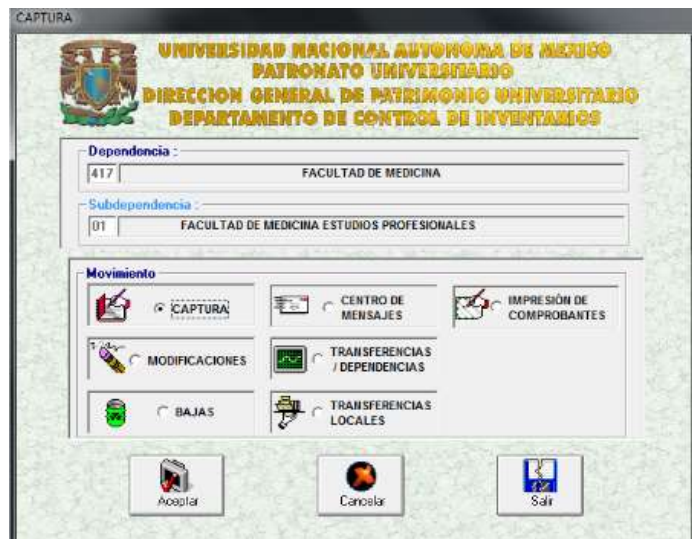 CAPTURA
UNIVERSIDAD NACIONAL AUTONOMA DE MEXICO
PATRONATO UNIVERSITARIO
DIRECCION GENERAL DE PATRIMONIO UNIVERSITARIO
DEPARTAMENTO DE CONTROL DE INVENTARIOS
Dependencia :
417 FACULTAD DE MEDICINA
Subdependencia :
01 FACULTAD DE MEDICINA ESTUDIOS PROFESIONALES
Movimiento
CAPTURA
CENTRO DE
MENSAJES
IMPRESIÓN DE
COMPROBANTES
MODIFICACIONES
TRANSFERENCIAS
/ DEPENDENCIAS
BAJAS
TRANSFERENCIAS
LOCALES
Aceptar
Cancelar
Salir